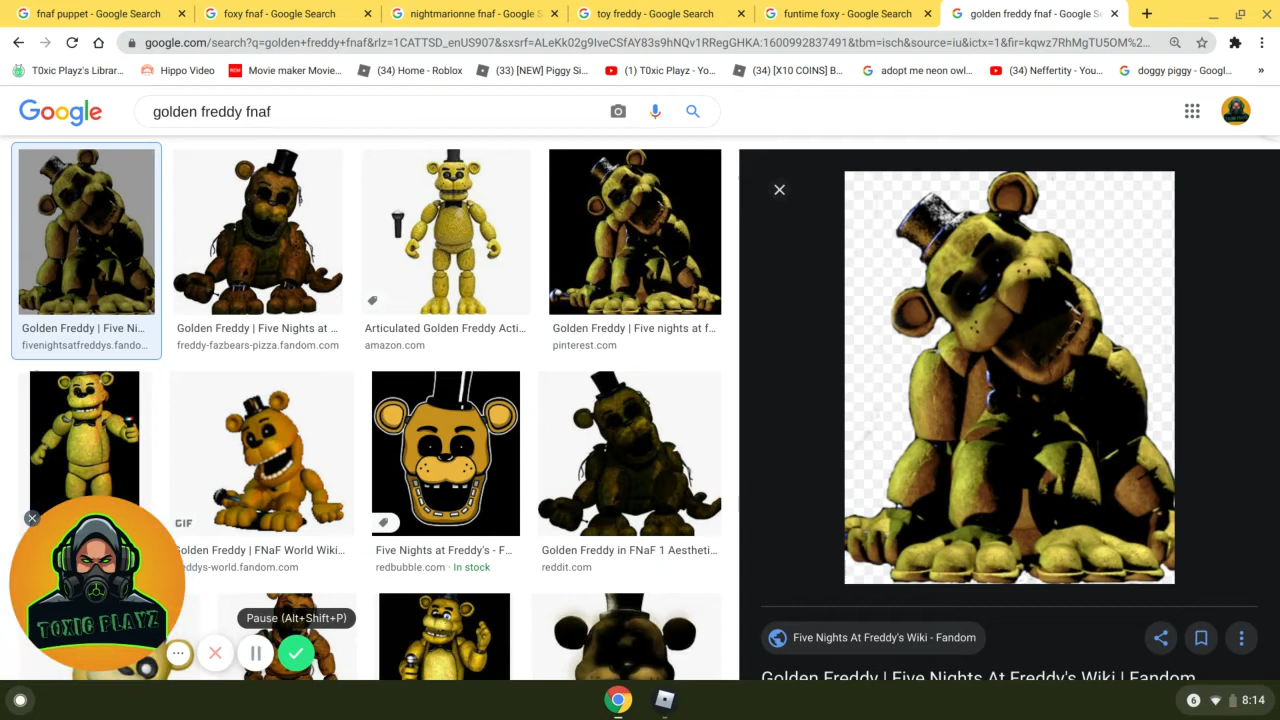 fnaf puppet - Google Search
foxy fnaf - Google Search
nightmarionne fnaf - Google S
toy freddy - Google Search
funtime foxy - Google Search
golden freddy fnaf - Google Se
google.com/search?q=golden+freddy+fnaf&rlz=1CATTSD_enUS907&sxsrf=ALeKk02g9IveCSfAY83s9hNQv1RRegGHKA:1600992837491&tbm=isch&source=iu&ictx=1&fir=kqwz7RhMgTU5OM%2...
T0xic Playz's Librar...
Hippo Video
Movie maker Movie...
(34) Home - Roblox
(33) [NEW] Piggy Si...
(1) T0xic Playz - Yo...
(34) [X10 COINS] B...
adopt me neon owl...
(34) Neffertity - You...
doggy piggy - Googl...
»
Google
golden freddy fnaf
Golden Freddy | Five Ni...
fivenightsatfreddys.fando...
Golden Freddy | Five Nights at ...
freddy-fazbears-pizza.fandom.com
Articulated Golden Freddy Acti...
amazon.com
Golden Freddy | Five nights at f...
pinterest.com
GIF
Golden Freddy | FNaF World Wiki...
eddys-world.fandom.com
Five Nights at Freddy's - F...
redbubble.com · In stock
Golden Freddy in FNaF 1 Aestheti...
reddit.com
TOXIC PLAYZ
Pause (Alt+Shift+P)
Five Nights At Freddy's Wiki - Fandom
Golden Freddy | Five Nights At Freddy's Wiki | Fandom
6
8:14